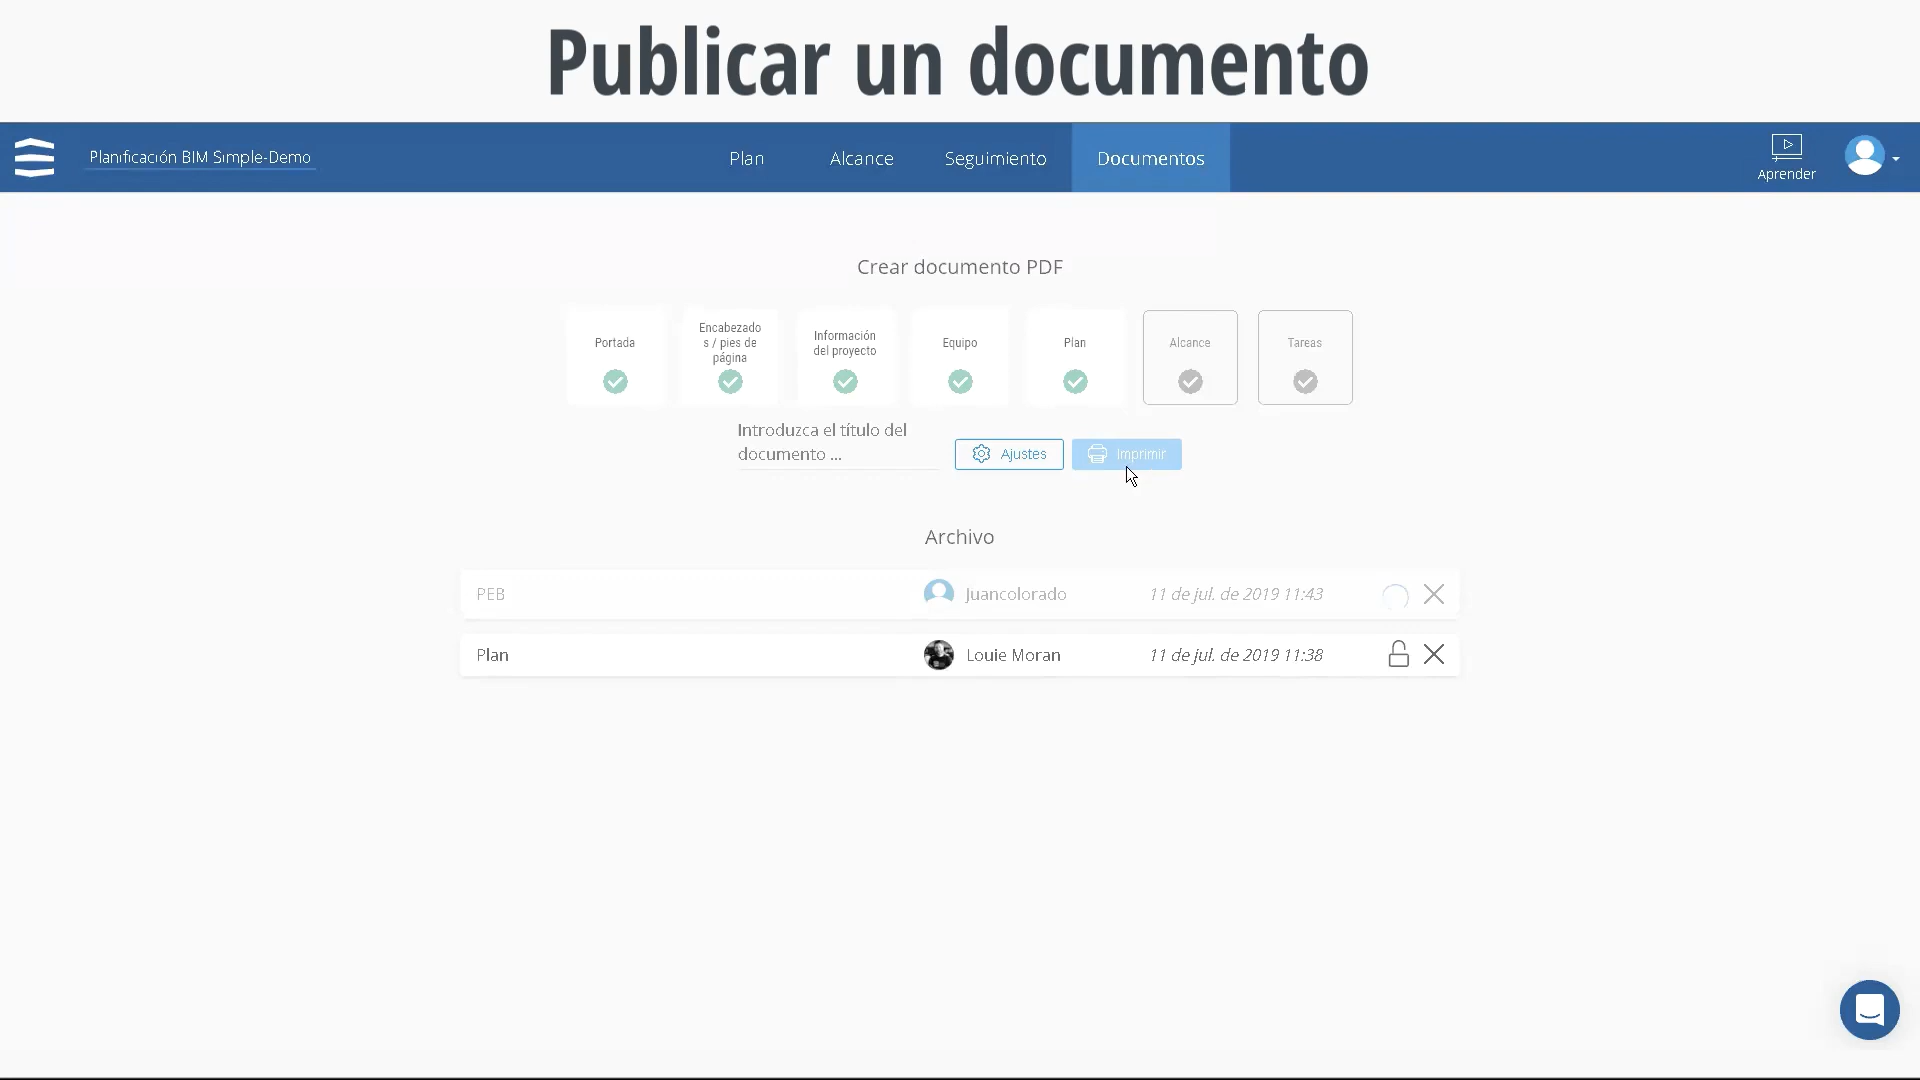 Publicar un documento
Planificación BIM Simple-Demo
Plan
Alcance
Seguimiento
Documentos
Aprender
Crear documento PDF
Portada
Encabezado
s / pies de
página
Información
del proyecto
Equipo
Plan
Alcance
Tareas
Introduzca el título del
documento ...
Ajustes
Imprimir
Archivo
PEB
Juancolorado
11 de jul. de 2019 11:43
Plan
Louie Moran
11 de jul. de 2019 11:38